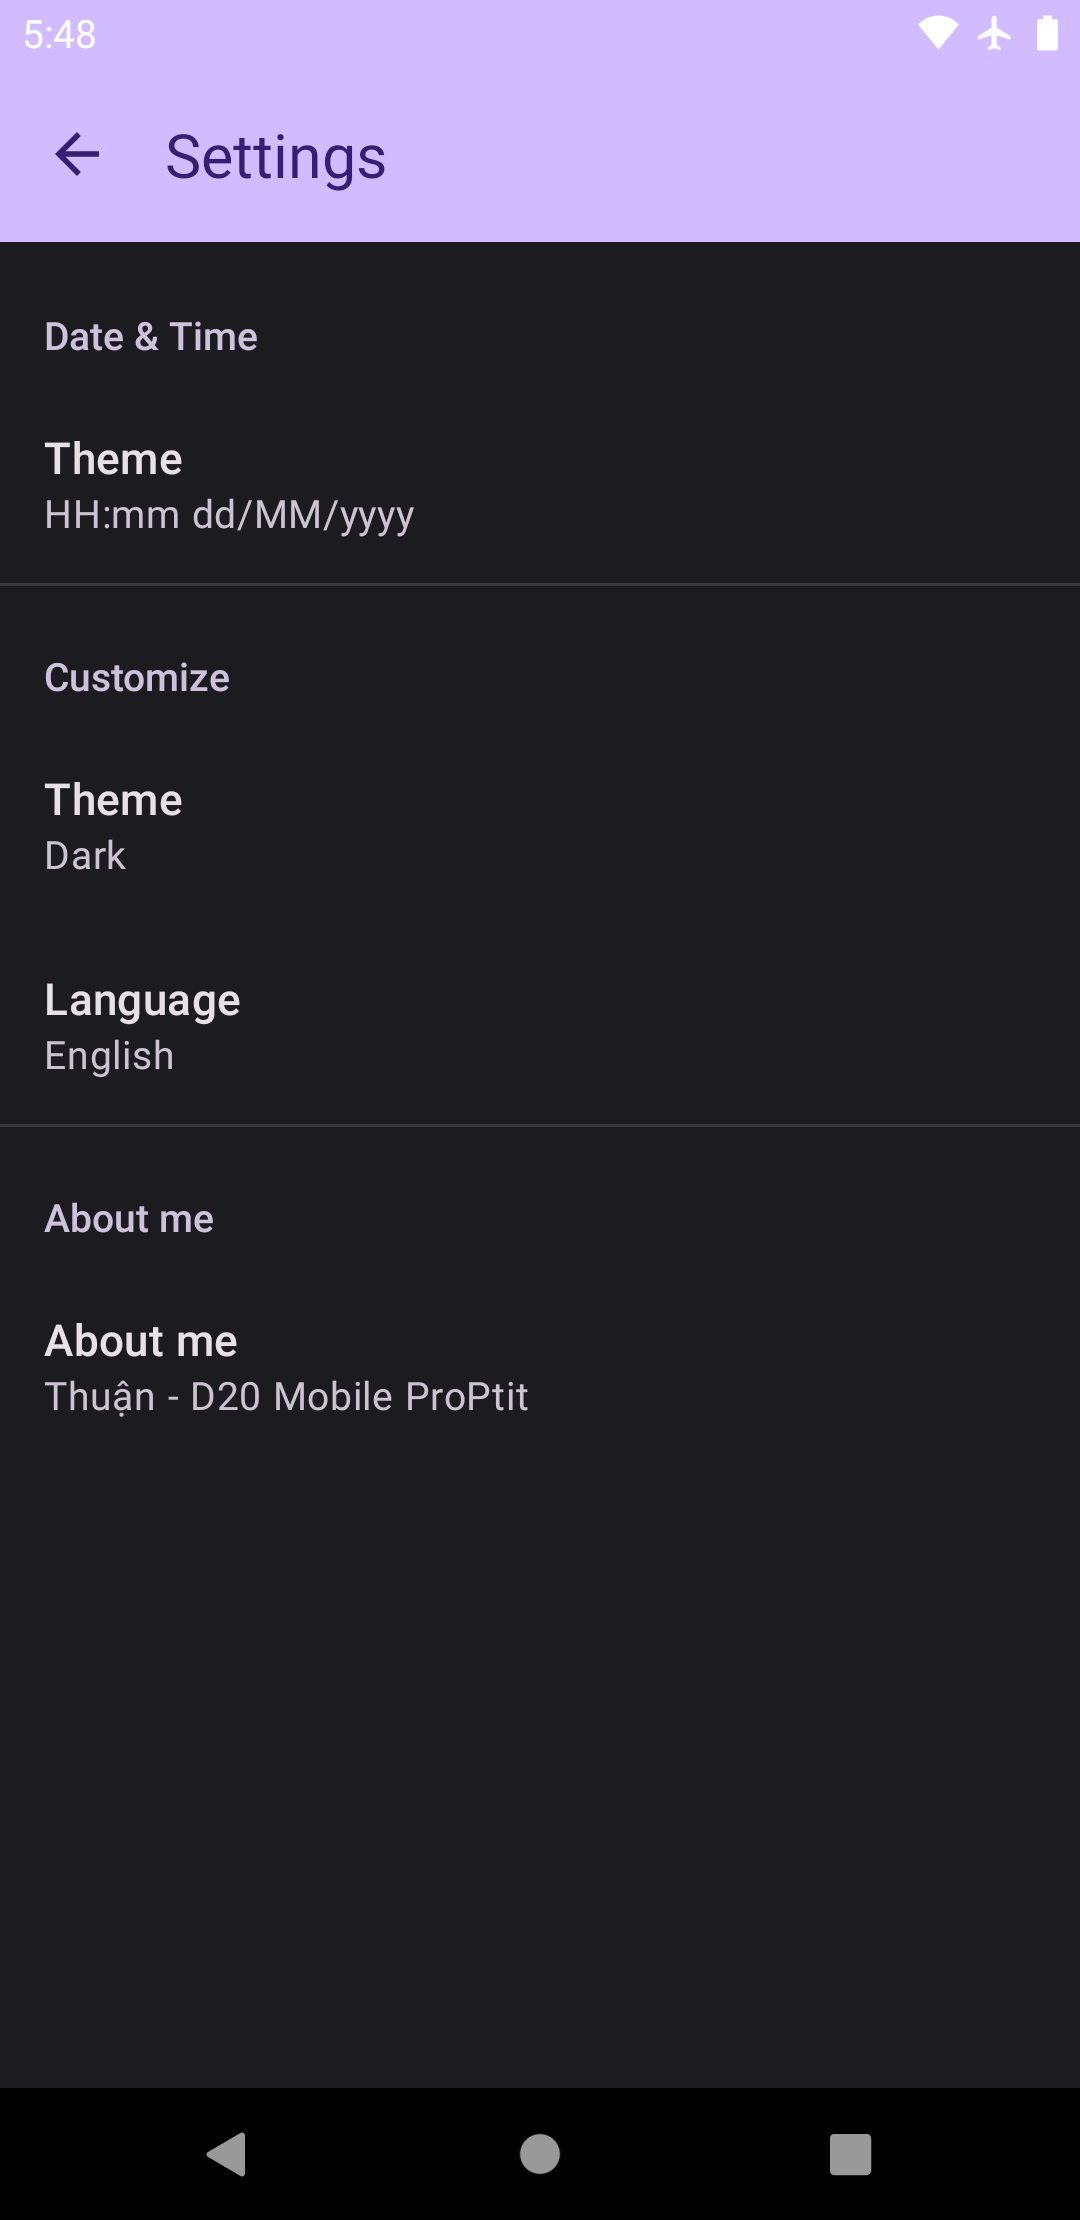 5:48
Settings
Date & Time
Theme
HH:mm dd/MM/yyyy
Customize
Theme
Dark
Language
English
About me
About me
Thuận - D20 Mobile ProPtit